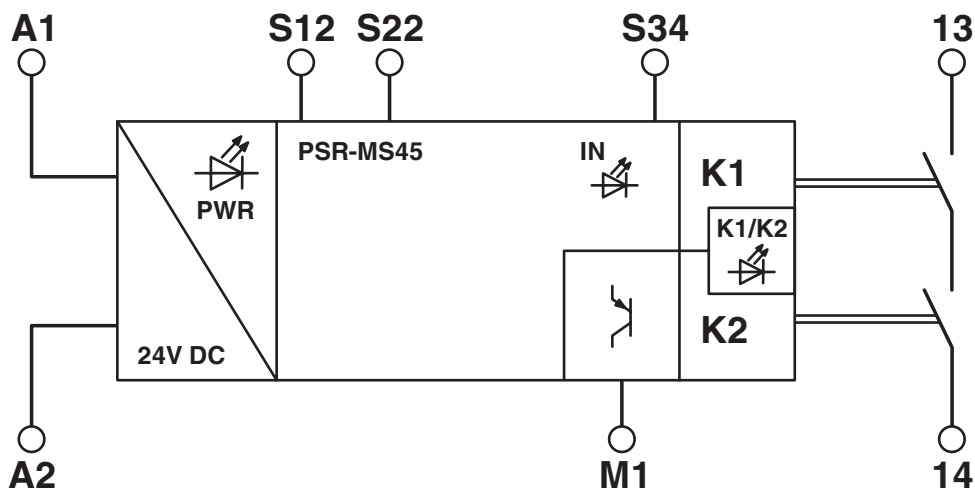 A1 S12 S22 S34 13
PSR-MS45 IN
K1
PWR
K1/K2
K2
24V DC
A2 M1 14